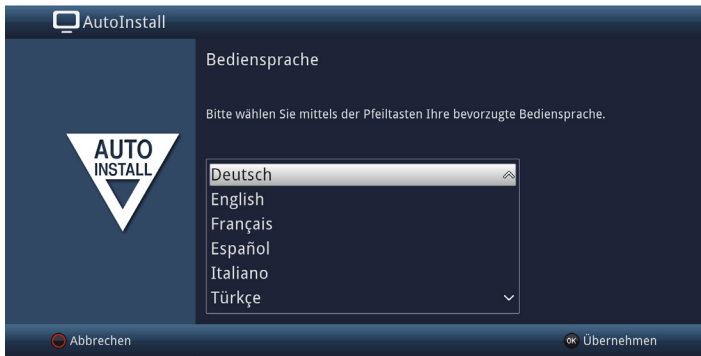 AutoInstall
Bediensprache
Bitte wählen Sie mittels der Pfeiltasten Ihre bevorzugte Bediensprache.
AUTO
INSTALL
Deutsch
English
Français
Español
Italiano
Türkçe
Abbrechen
OK Übernehmen